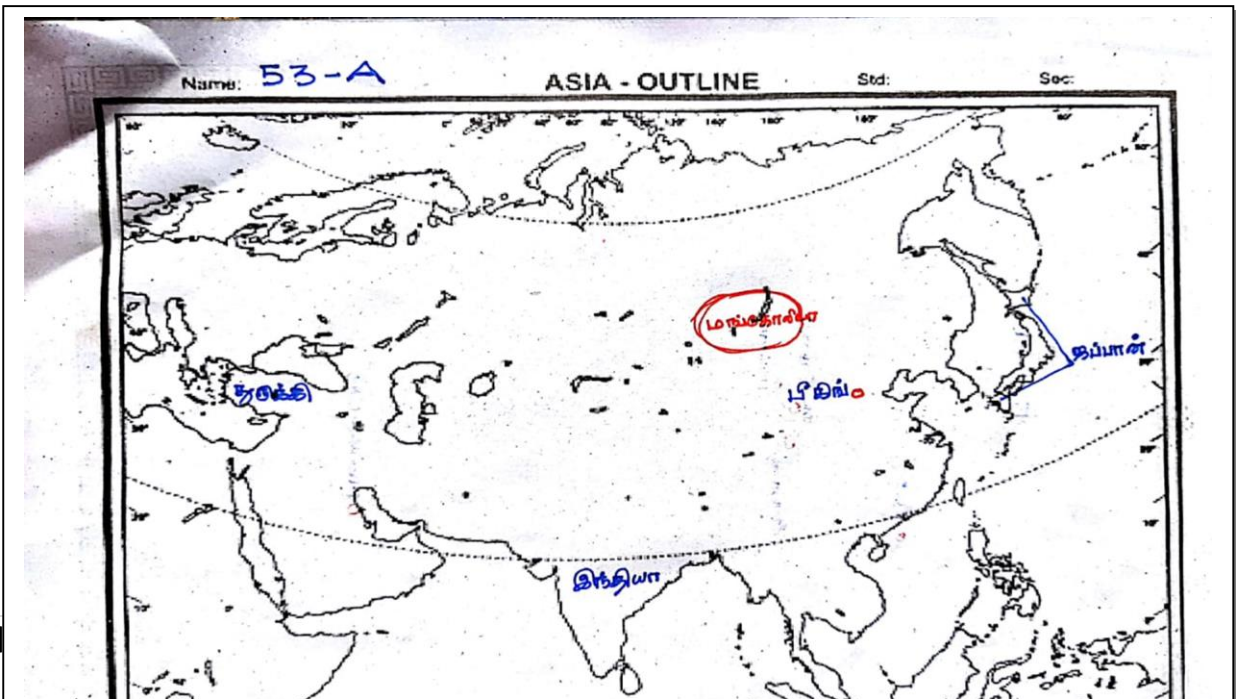 Name: 53-A ASIA - OUTLINE Std: Sec:
மங்கோலியா
ஜப்பான்
துருக்கி
பீகிங்
இந்தியா